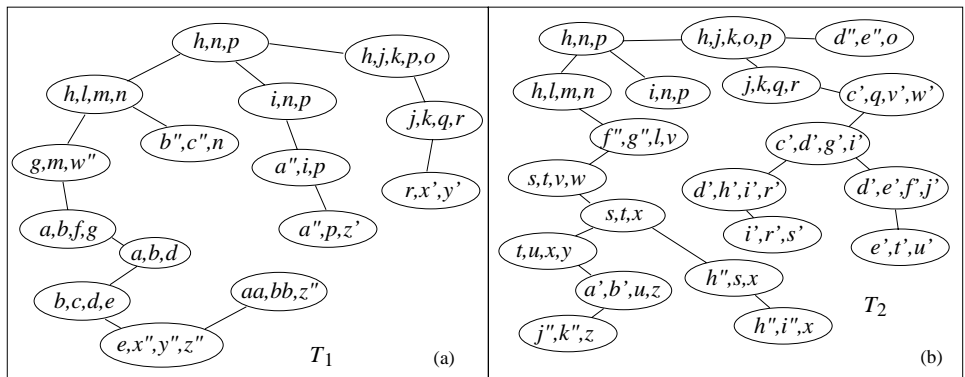 h,n,p
h,j,k,p,o
h,l,m,n
i,n,p
b",c",n
j,k,q,r
g,m,w"
a",i,p
r,x',y'
a,b,f,g
a",p,z'
a,b,d
b,c,d,e
aa,bb,z"
e,x",y",z"
T1
(a)
h,n,p
h,j,k,o,p
d",e",o
h,l,m,n
i,n,p
j,k,q,r
c',q,v',w'
f",g",l,v
c',d',g',i'
s,t,v,w
d',h',i',r'
d',e',f',j'
s,t,x
i',r',s'
t,u,x,y
e',t',u'
h",s,x
a',b',u,z
j",k",z
h",i",x
T2
(b)